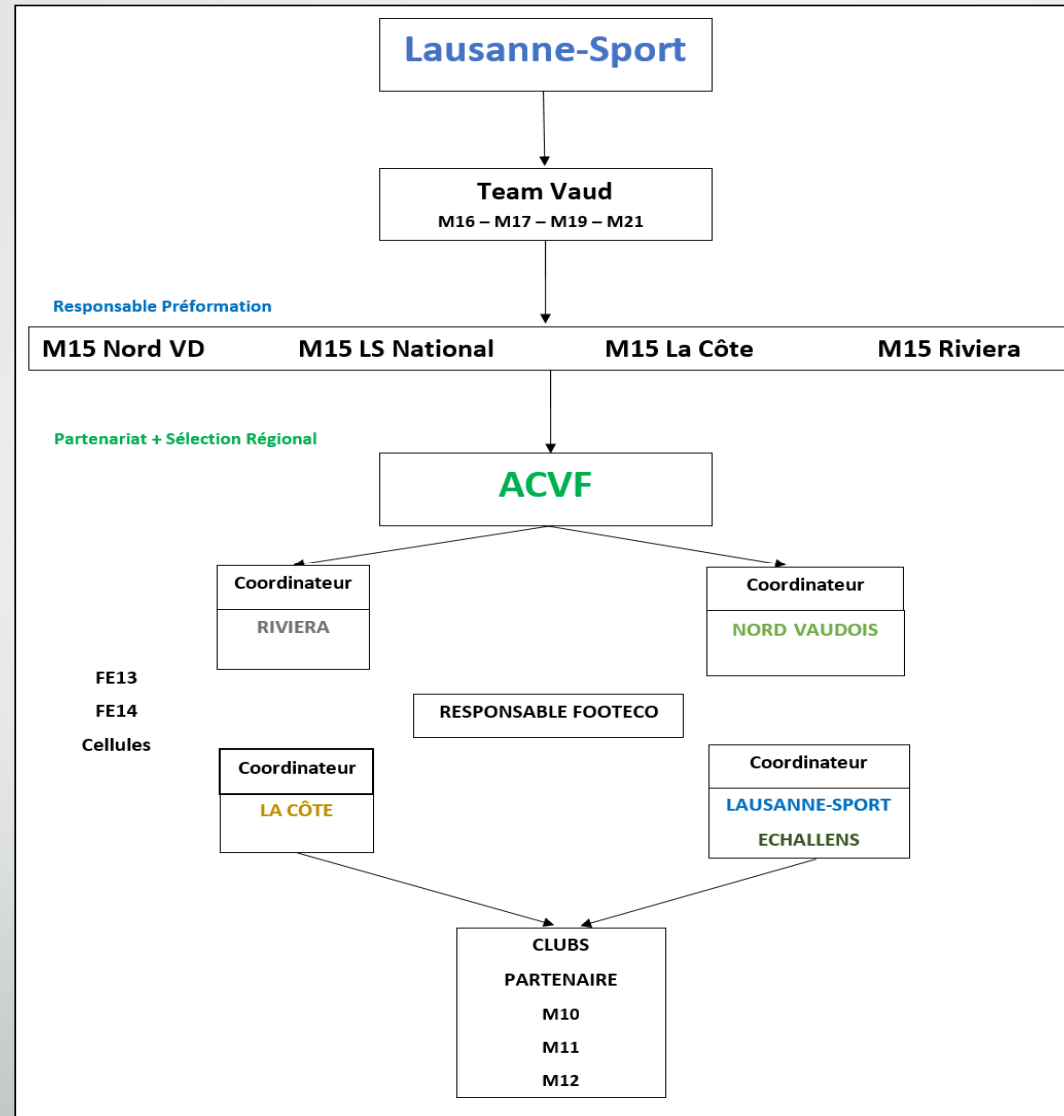 Lausanne-Sport
Team Vaud
M16 – M17 – M19 – M21
Responsable Préformation
M15 Nord VD M15 LS National M15 La Côte M15 Riviera
Partenariat + Sélection Régional
ACVF
Coordinateur
RIVIERA
Coordinateur
NORD VAUDOIS
FE13
FE14
Cellules
RESPONSABLE FOOTECO
Coordinateur
LA CÔTE
Coordinateur
LAUSANNE-SPORT
ECHALLENS
CLUBS
PARTENAIRE
M10
M11
M12